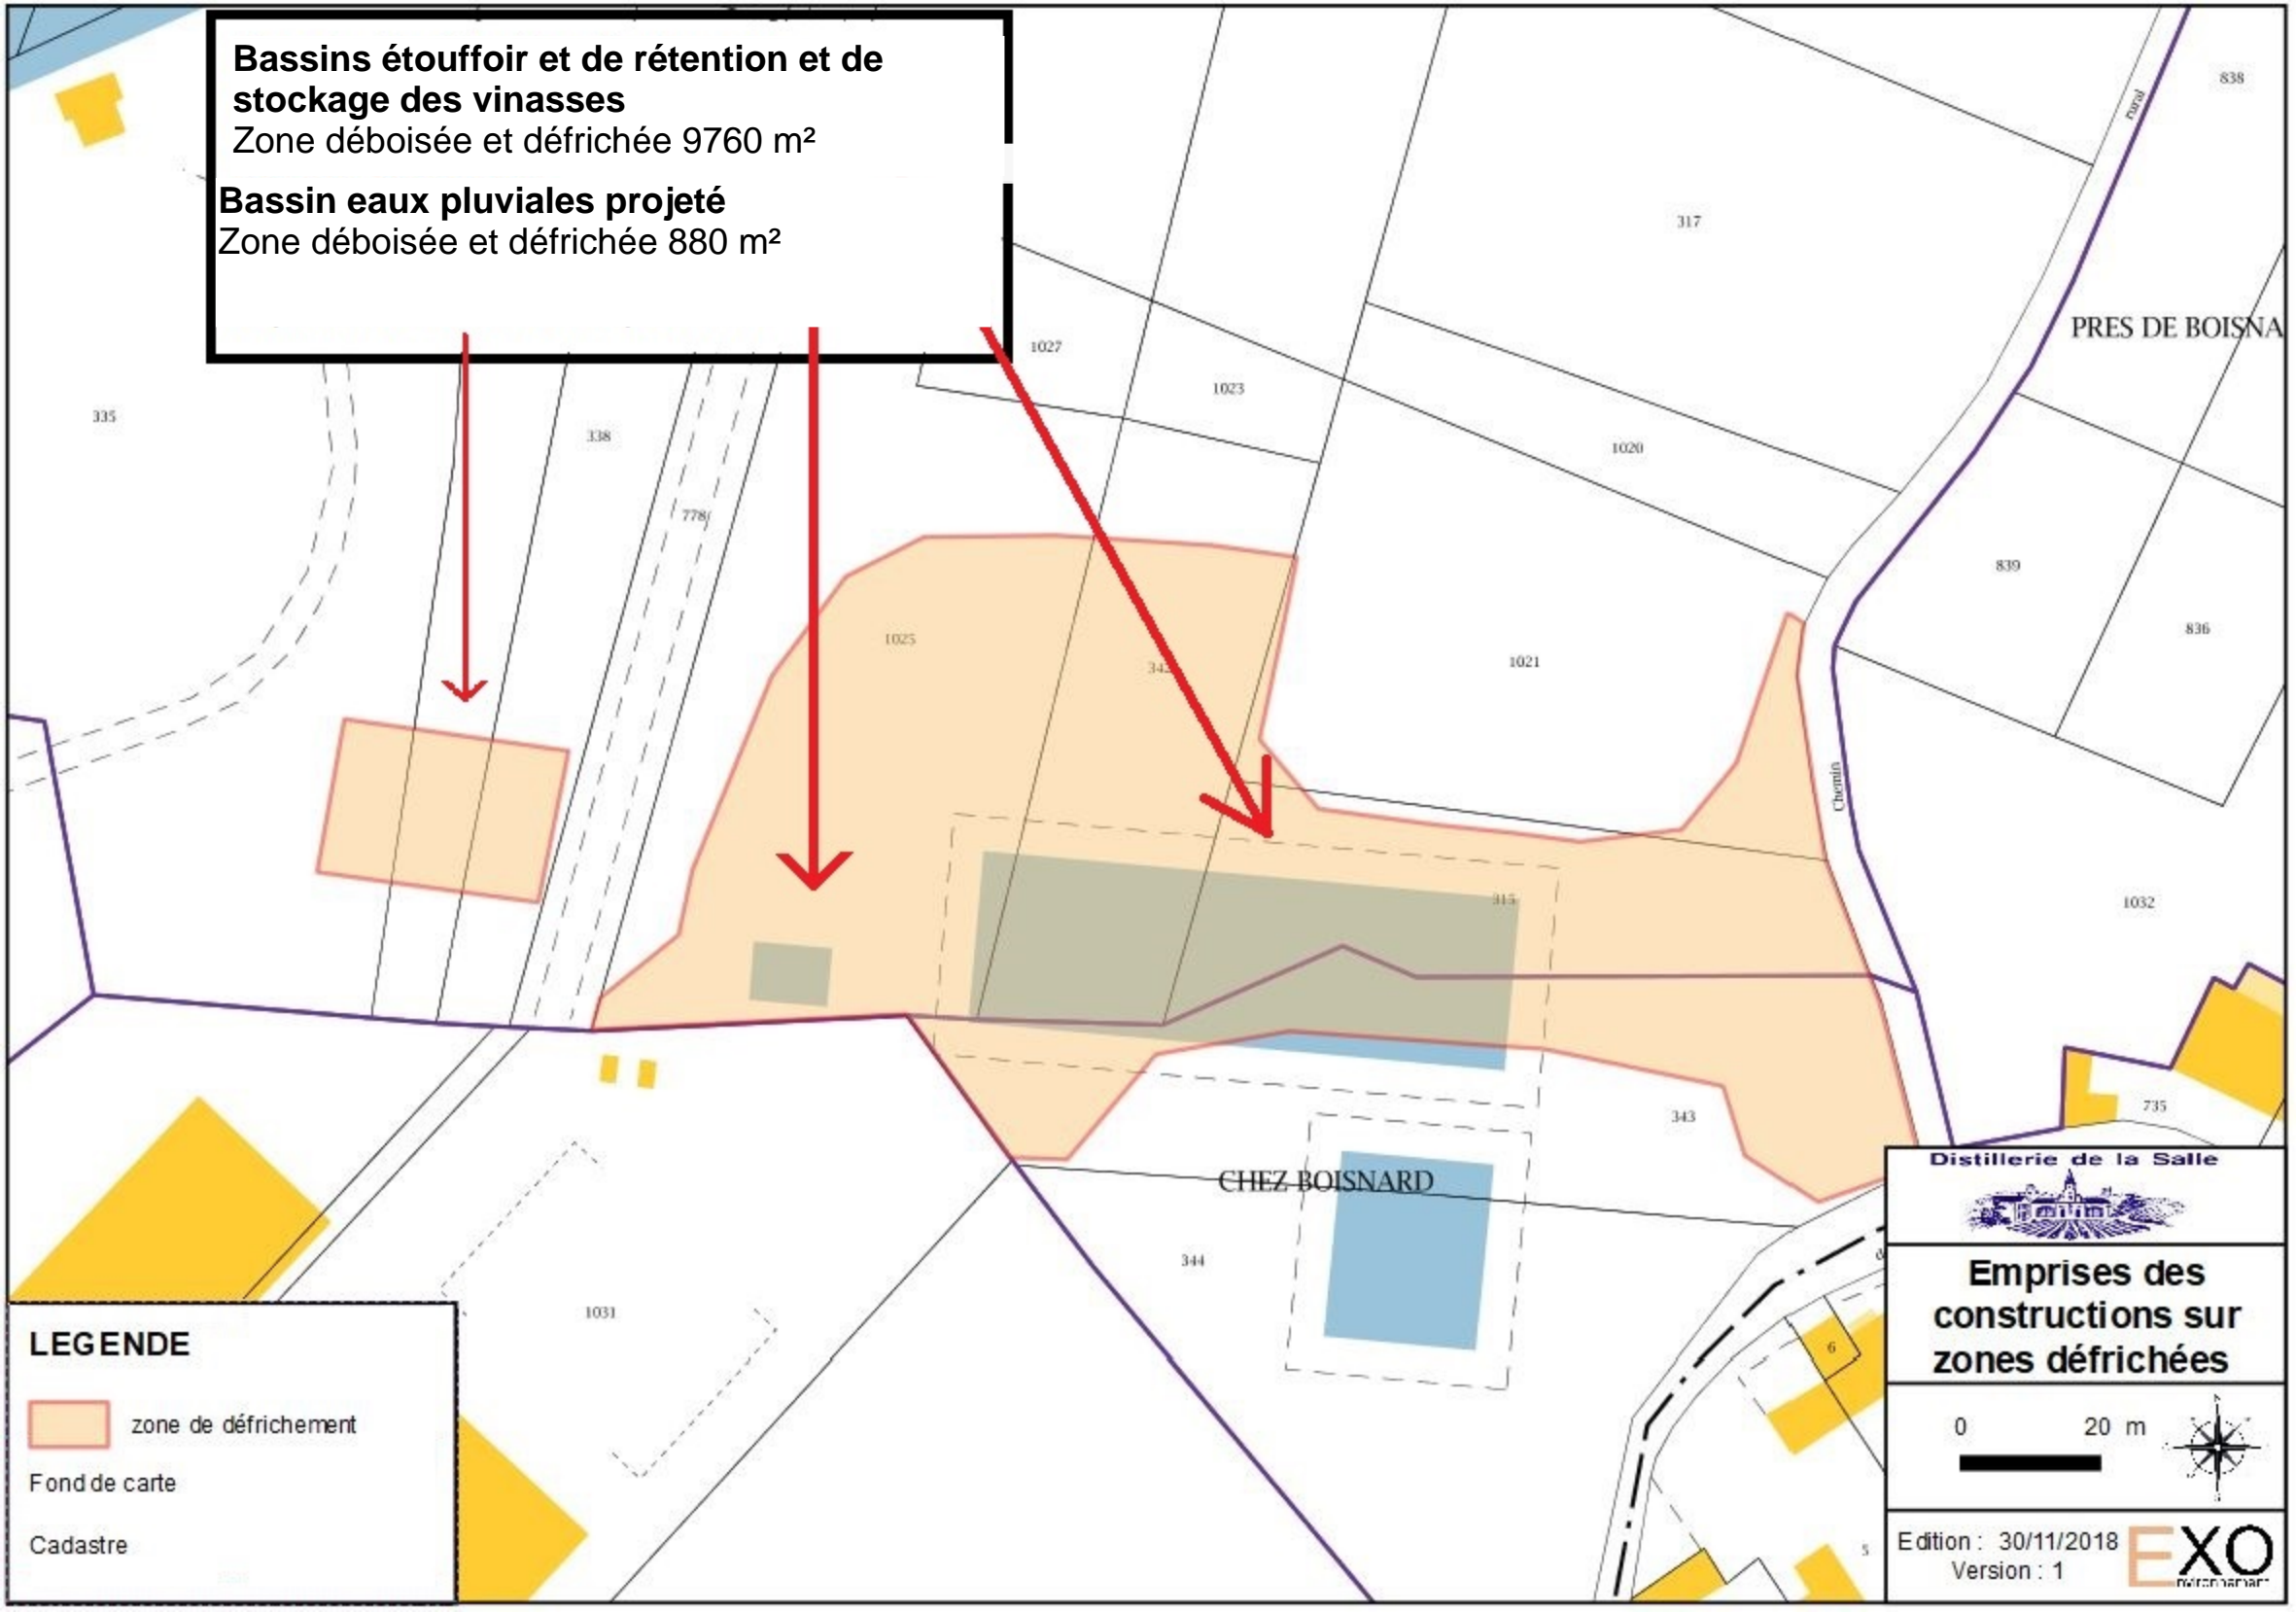 Bassins étouffoir et de rétention et de
stockage des vinasses
Zone déboisée et défrichée 9760 m²
Bassin eaux pluviales projeté
Zone déboisée et défrichée 880 m²
838
rural
317
PRES DE BOISNA
1027
1023
335
338
1020
778
839
836
1025
342
1021
Chemin
315
1032
735
343
CHEZ BOISNARD
344
1031
6
5
LEGENDE
zone de défrichement
Fond de carte
Cadastre
Distillerie de la Salle
Emprises des
constructions sur
zones défrichées
0 20 m
Edition : 30/11/2018
Version : 1
EXO